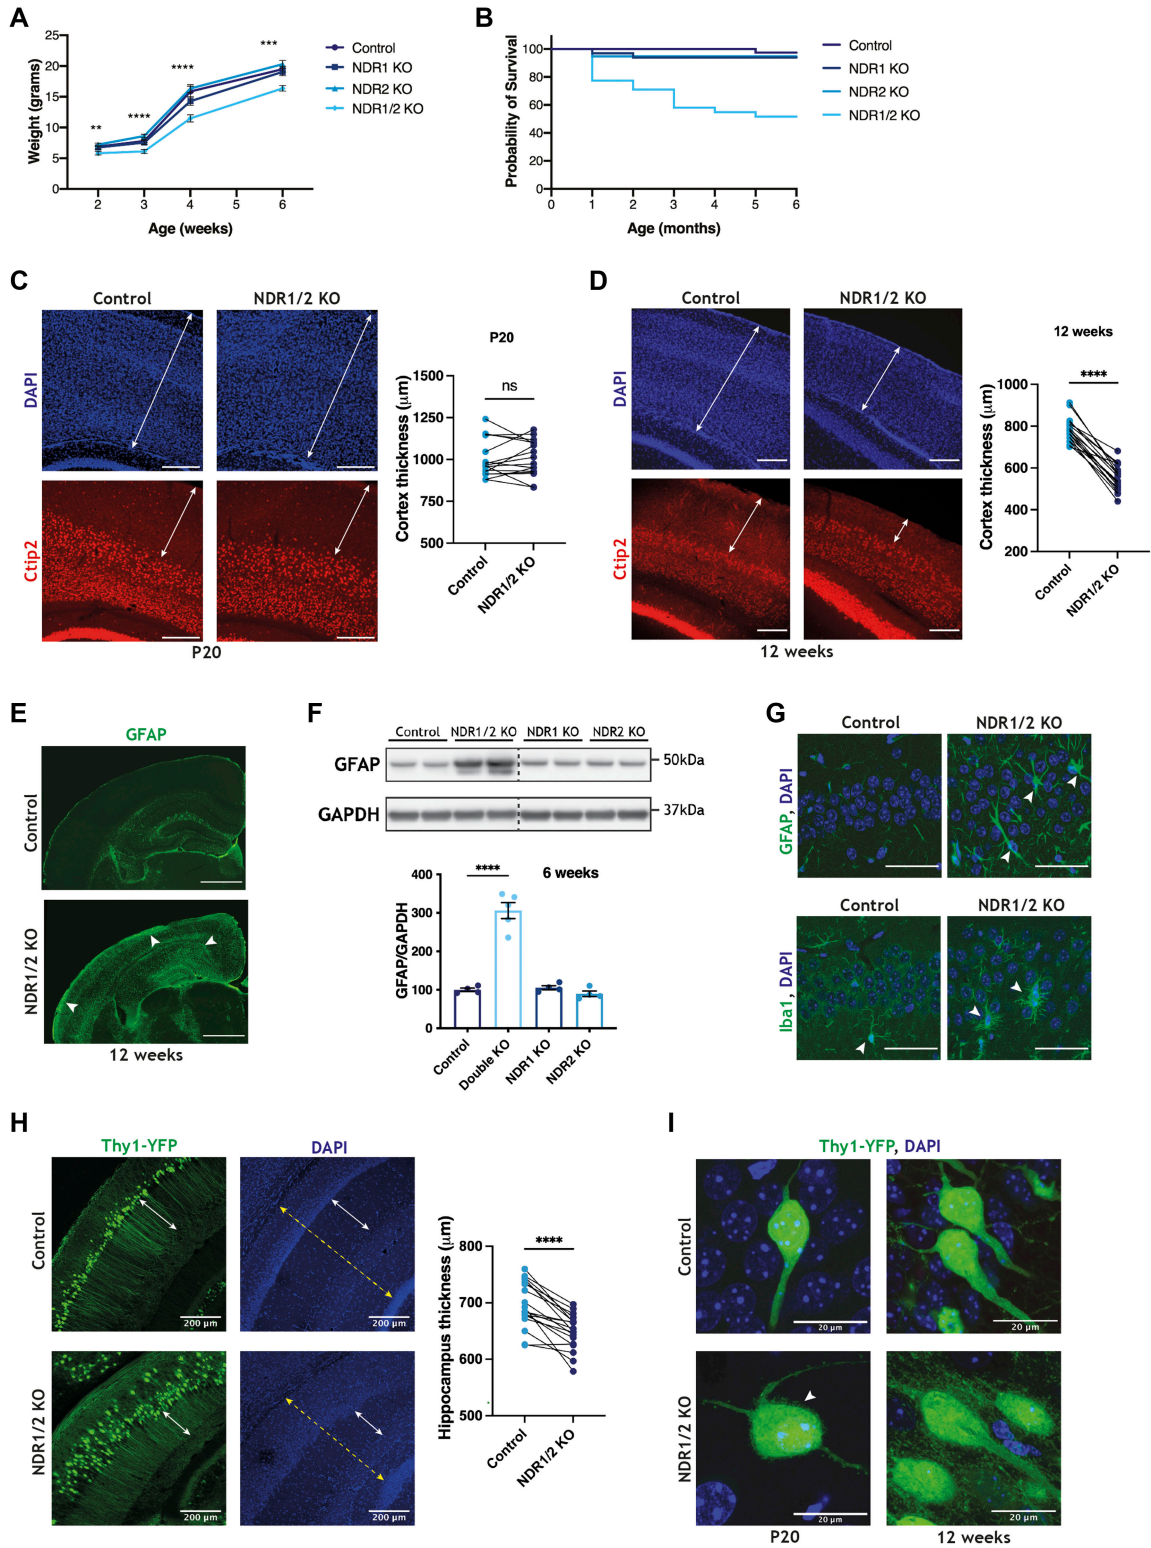 A
25
20
15
10
5
0
Weight (grams)
**
****
****
***
2
3
4
5
6
Age (weeks)
Control
NDR1 KO
NDR2 KO
NDR1/2 KO
B
100
80
60
40
20
0
Probability of Survival
0
1
2
3
4
5
6
Age (months)
Control
NDR1 KO
NDR2 KO
NDR1/2 KO
C
Control
NDR1/2 KO
DAPI
Ctip2
P20
P20
ns
1500
1250
1000
750
500
Cortex thickness (μm)
Control
NDR1/2 KO
D
Control
NDR1/2 KO
DAPI
Ctip2
12 weeks
12 weeks
****
1000
800
600
400
200
Cortex thickness (μm)
Control
NDR1/2 KO
E
GFAP
Control
NDR1/2 KO
12 weeks
F
Control
NDR1/2 KO
NDR1 KO
NDR2 KO
GFAP
50kDa
GAPDH
37kDa
****
6 weeks
400
300
200
100
0
GFAP/GAPDH
Control
Double KO
NDR1 KO
NDR2 KO
G
Control
NDR1/2 KO
GFAP, DAPI
Control
NDR1/2 KO
Iba1, DAPI
H
Thy1-YFP
DAPI
Control
200 μm
200 μm
NDR1/2 KO
200 μm
200 μm
****
800
700
600
500
Hippocampus thickness (μm)
Control
NDR1/2 KO
I
Thy1-YFP, DAPI
Control
20 μm
20 μm
NDR1/2 KO
20 μm
20 μm
P20
12 weeks